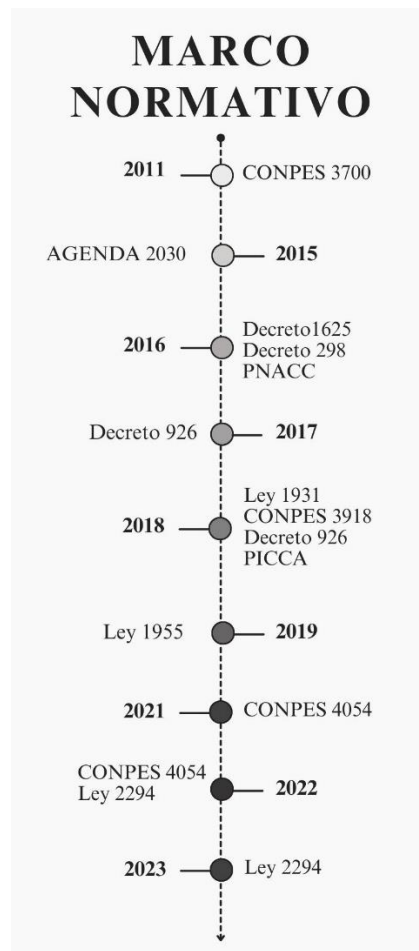 MARCO
NORMATIVO
2011
CONPES 3700
AGENDA 2030
2015
2016
Decreto1625
Decreto 298
PNACC
Decreto 926
2017
2018
Ley 1931
CONPES 3918
Decreto 926
PICCA
Ley 1955
2019
2021
CONPES 4054
CONPES 4054
Ley 2294
2022
2023
Ley 2294